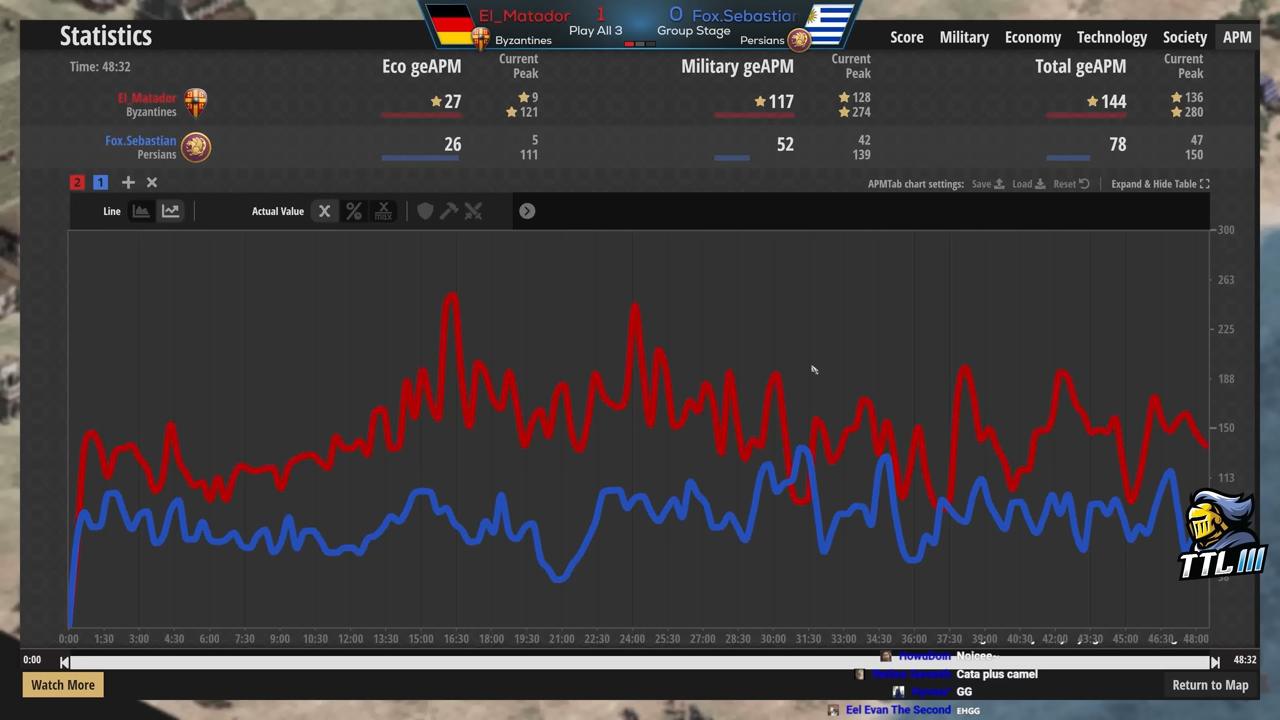 El_Matador 1 0 Fox.Sebastian
Play All 3 Group Stage
Byzantines Persians
Statistics
Score Military Economy Technology Society APM
Time: 48:32
Eco geAPM Current Peak Military geAPM Current Peak Total geAPM Current Peak
El_Matador
Byzantines
27 9 121 117 128 274 144 136 280
Fox.Sebastian
Persians
26 5 111 52 42 139 78 47 150
2 1
APMTab chart settings: Save Load Reset Expand & Hide Table
Line Actual Value X % X max
300
263
225
188
150
113
38
0:00 1:30 3:00 4:30 6:00 7:30 9:00 10:30 12:00 13:30 15:00 16:30 18:00 19:30 21:00 22:30 24:00 25:30 27:00 28:30 30:00 31:30 33:00 34:30 36:00 37:30 39:00 40:30 42:00 43:30 45:00 46:30 48:00
TTL III
0:00 48:32
HowuDoin Noicee~
Cata plus camel
GG
Eel Evan The Second EHGG
Watch More
Return to Map